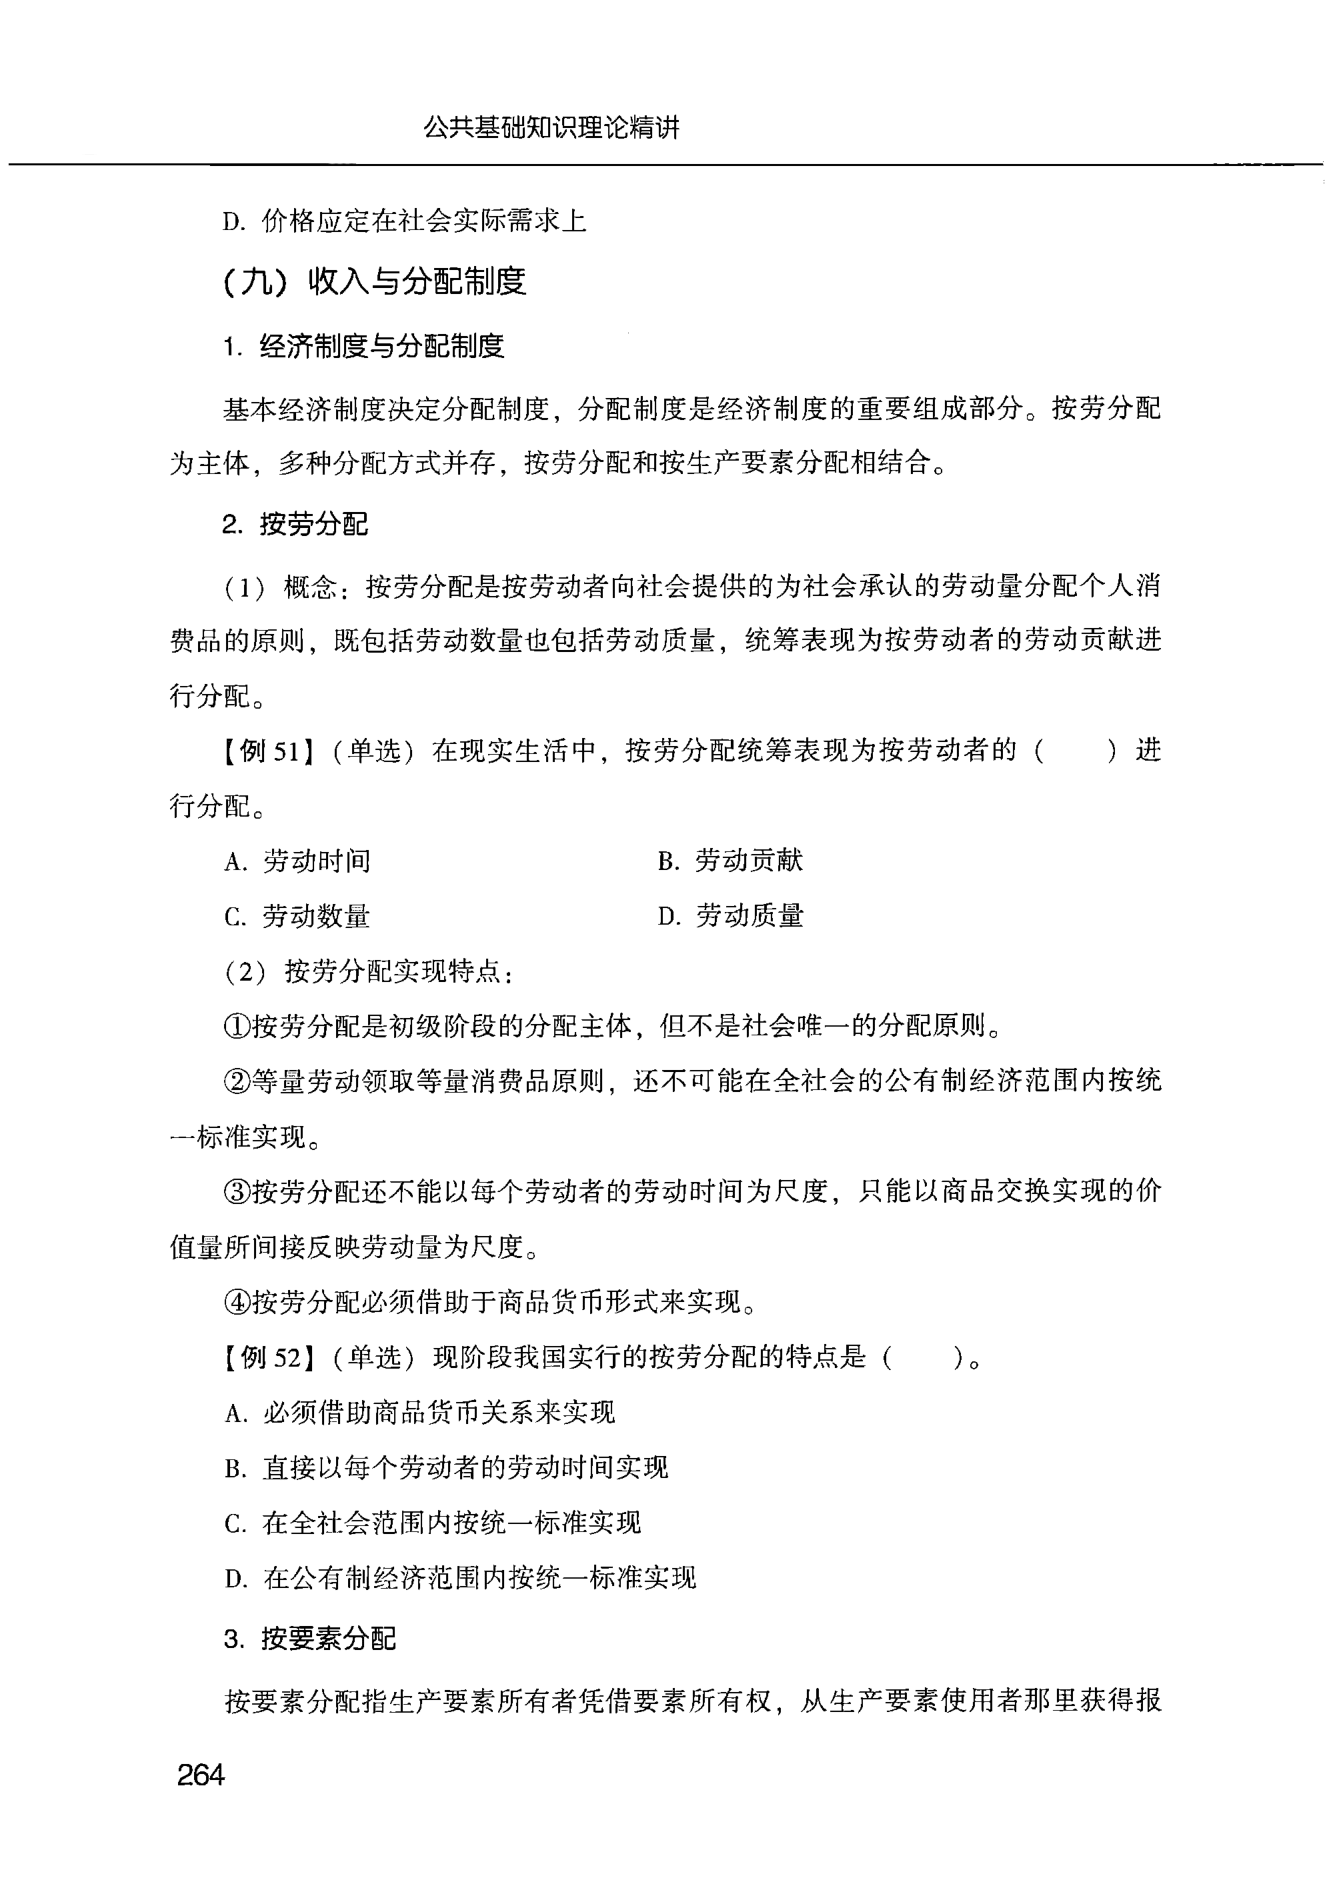 公共基础知识理论精讲
D. 价格应定在社会实际需求上
(九) 收入与分配制度
1. 经济制度与分配制度
基本经济制度决定分配制度，分配制度是经济制度的重要组成部分。按劳分配
为主体，多种分配方式并存，按劳分配和按生产要素分配相结合。
2. 按劳分配
(1) 概念：按劳分配是按劳动者向社会提供的为社会承认的劳动量分配个人消
费品的原则，既包括劳动数量也包括劳动质量，统筹表现为按劳动者的劳动贡献进
行分配。
【例 51】(单选) 在现实生活中，按劳分配统筹表现为按劳动者的 (　　) 进
行分配。
A. 劳动时间　　B. 劳动贡献
C. 劳动数量　　D. 劳动质量
(2) 按劳分配实现特点：
①按劳分配是初级阶段的分配主体，但不是社会唯一的分配原则。
②等量劳动领取等量消费品原则，还不可能在全社会的公有制经济范围内按统
一标准实现。
③按劳分配还不能以每个劳动者的劳动时间为尺度，只能以商品交换实现的价
值量所间接反映劳动量为尺度。
④按劳分配必须借助于商品货币形式来实现。
【例 52】(单选) 现阶段我国实行的按劳分配的特点是 (　　)。
A. 必须借助商品货币关系来实现
B. 直接以每个劳动者的劳动时间实现
C. 在全社会范围内按统一标准实现
D. 在公有制经济范围内按统一标准实现
3. 按要素分配
按要素分配指生产要素所有者凭借要素所有权，从生产要素使用者那里获得报
264